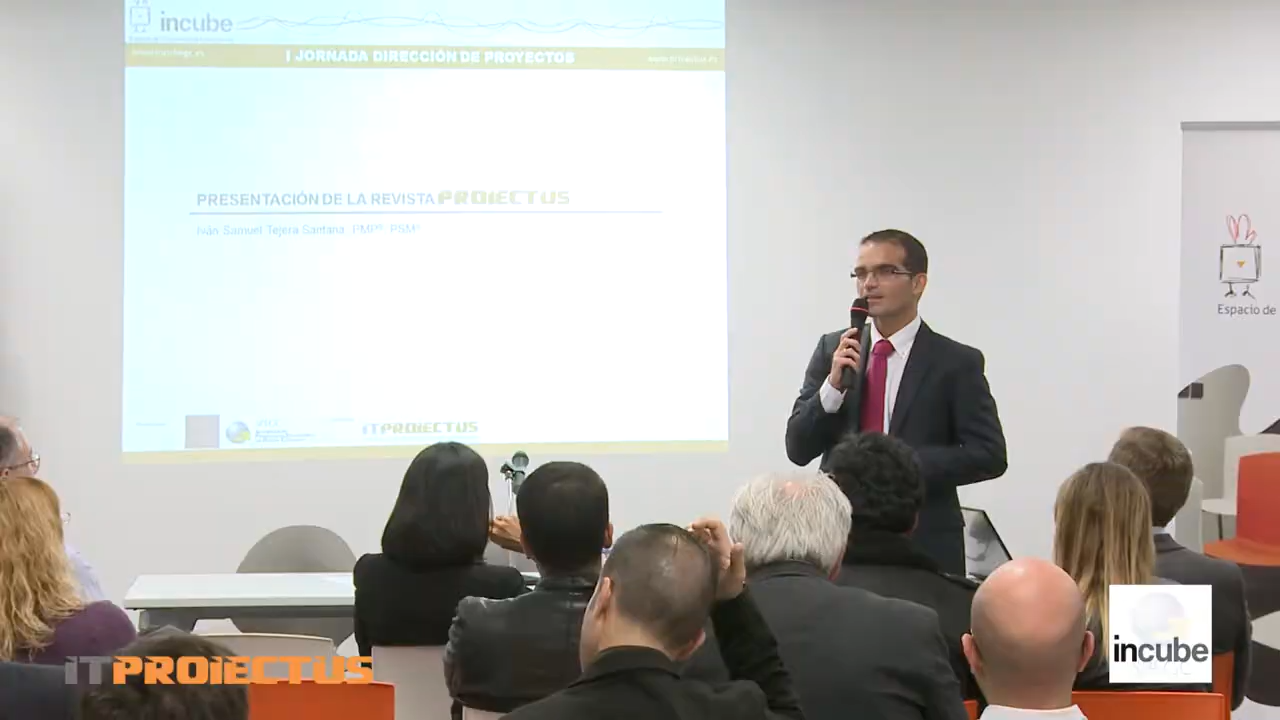 incube
I JORNADA DIRECCIÓN DE PROYECTOS
PRESENTACIÓN DE LA REVISTA PROIECTUS
Iván Samuel Tejera Santana, PMP®, PSM®
ITPROIECTUS
Espacio de
ITPROIECTUS
incube